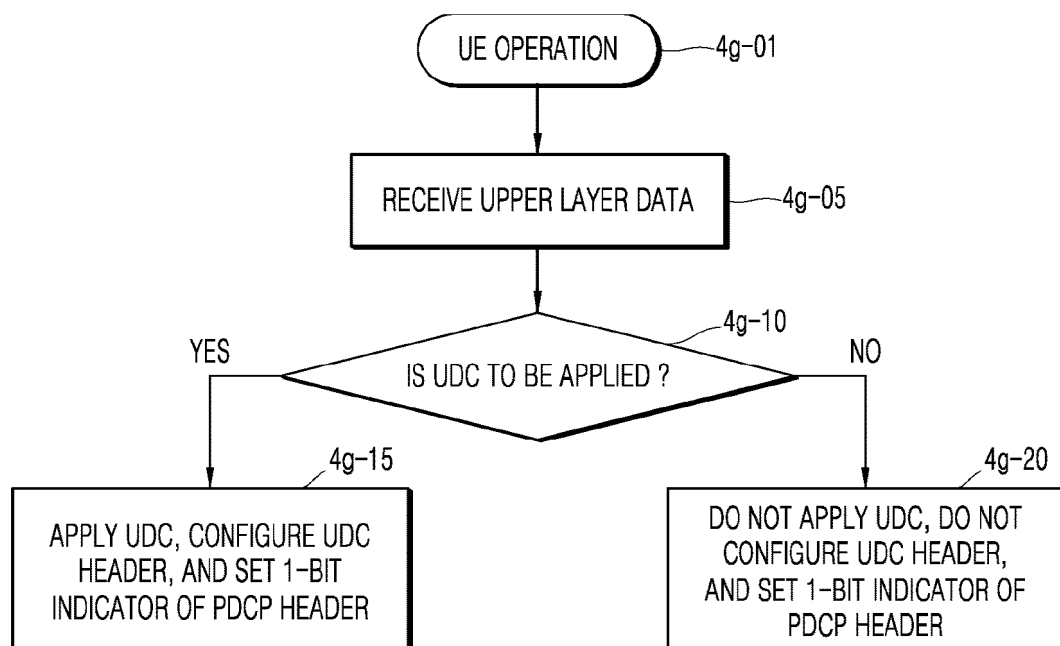 UE OPERATION
4g-01
RECEIVE UPPER LAYER DATA
4g-05
4g-10
YES
IS UDC TO BE APPLIED ?
NO
4g-15
APPLY UDC, CONFIGURE UDC
HEADER, AND SET 1-BIT
INDICATOR OF PDCP HEADER
4g-20
DO NOT APPLY UDC, DO NOT
CONFIGURE UDC HEADER,
AND SET 1-BIT INDICATOR OF
PDCP HEADER